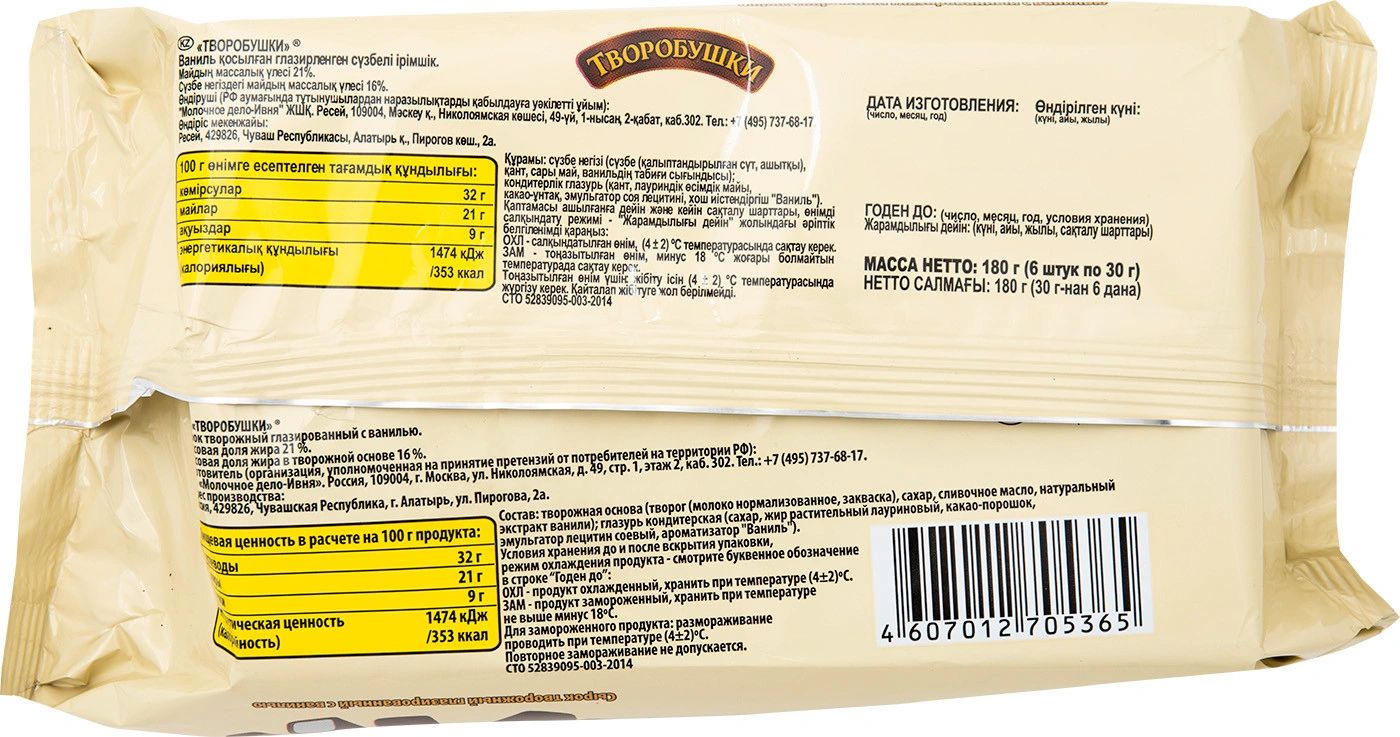 ТВОРОБУШКИ
KZ «ТВОРОБУШКИ» ®
Ваниль қосылған глазирленген сүзбелі ірімшік.
Майдың массалық үлесі 21%.
Сүзбе негіздегі майдың массалық үлесі 16%.
Өндіруші (РФ аумағында тұтынушылардан наразылықтарды қабылдауға уәкілетті ұйым):
"Молочное дело-Ивня" ЖШҚ. Ресей, 109004, Мәскеу қ., Николоямская көшесі, 49-үй, 1-нысан, 2-қабат, каб.302. Тел.: +7 (495) 737-68-17
Өндіріс мекенжайы:
Ресей, 429826, Чуваш Республикасы, Алатырь қ., Пирогов көш., 2а.
100 г өнімге есептелген тағамдық құндылығы:
көмірсулар 32 г
майлар 21 г
ақуыздар 9 г
энергетикалық құндылығы 1474 кДж
(калориялығы) /353 ккал
Құрамы: сүзбе негізі (сүзбе (қалыптандырылған сүт, ашытқы),
қант, сары май, ванильдің табиғи сығындысы);
кондитерлік глазурь (қант, лауриндік өсімдік майы,
какао-ұнтақ, эмульгатор соя лецитині, хош иістендіргіш "Ваниль").
Қаптамасы ашылғанға дейін және кейін сақталу шарттары, өнімді
салқындату режимі - "Жарамдылығы дейін" жолындағы әріптік
белгіленімді қараңыз:
ОХЛ - салқындатылған өнім, (4 ± 2) °С температурасында сақтау керек.
ЗАМ - тоңазытылған өнім, минус 18 °С жоғары болмайтын
температурада сақтау керек.
Тоңазытылған өнім үшін: жібіту ісін (4 ± 2) °С температурасында
жүргізу керек. Қайталап жібітуге жол берілмейді.
СТО 52839095-003-2014
ДАТА ИЗГОТОВЛЕНИЯ: Өндірілген күні:
(число, месяц, год) (күні, айы, жылы)
ГОДЕН ДО: (число, месяц, год, условия хранения)
Жарамдылығы дейін: (күні, айы, жылы, сақталу шарттары)
МАССА НЕТТО: 180 г (6 штук по 30 г)
НЕТТО САЛМАҒЫ: 180 г (30 г-нан 6 дана)
«ТВОРОБУШКИ» ®
ок творожный глазированный с ванилью.
совая доля жира 21 %.
совая доля жира в творожной основе 16 %.
товитель (организация, уполномоченная на принятие претензий от потребителей на территории РФ):
«Молочное дело-Ивня». Россия, 109004, г. Москва, ул. Николоямская, д. 49, стр. 1, этаж 2, каб. 302. Тел.: +7 (495) 737-68-17.
ес производства:
ия, 429826, Чувашская Республика, г. Алатырь, ул. Пирогова, 2а.
щевая ценность в расчете на 100 г продукта:
воды 32 г
21 г
9 г
тическая ценность 1474 кДж
ность) /353 ккал
Состав: творожная основа (творог (молоко нормализованное, закваска), сахар, сливочное масло, натуральный
экстракт ванили); глазурь кондитерская (сахар, жир растительный лауриновый, какао-порошок,
эмульгатор лецитин соевый, ароматизатор "Ваниль").
Условия хранения до и после вскрытия упаковки,
режим охлаждения продукта - смотрите буквенное обозначение
в строке “Годен до”:
ОХЛ - продукт охлажденный, хранить при температуре (4±2)°С.
ЗАМ - продукт замороженный, хранить при температуре
не выше минус 18°С.
Для замороженного продукта: размораживание
проводить при температуре (4±2)°С.
Повторное замораживание не допускается.
СТО 52839095-003-2014
4 607012 705365
Сырок творожный глазированный с ванилью